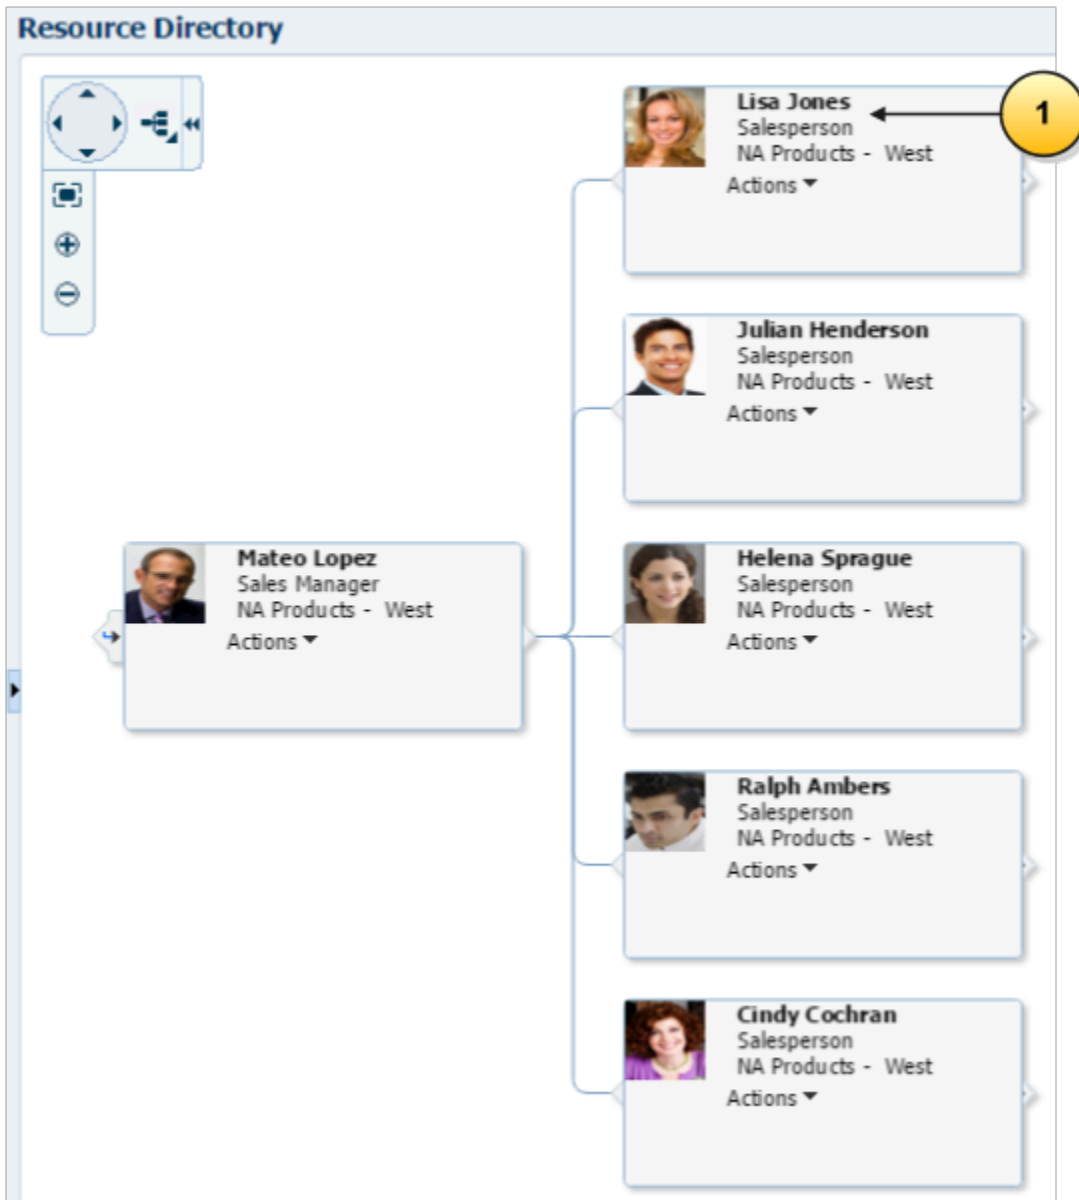 Resource Directory
Lisa Jones
Salesperson
NA Products - West
Actions
1
Julian Henderson
Salesperson
NA Products - West
Actions
Mateo Lopez
Sales Manager
NA Products - West
Actions
Helena Sprague
Salesperson
NA Products - West
Actions
Ralph Ambers
Salesperson
NA Products - West
Actions
Cindy Cochran
Salesperson
NA Products - West
Actions